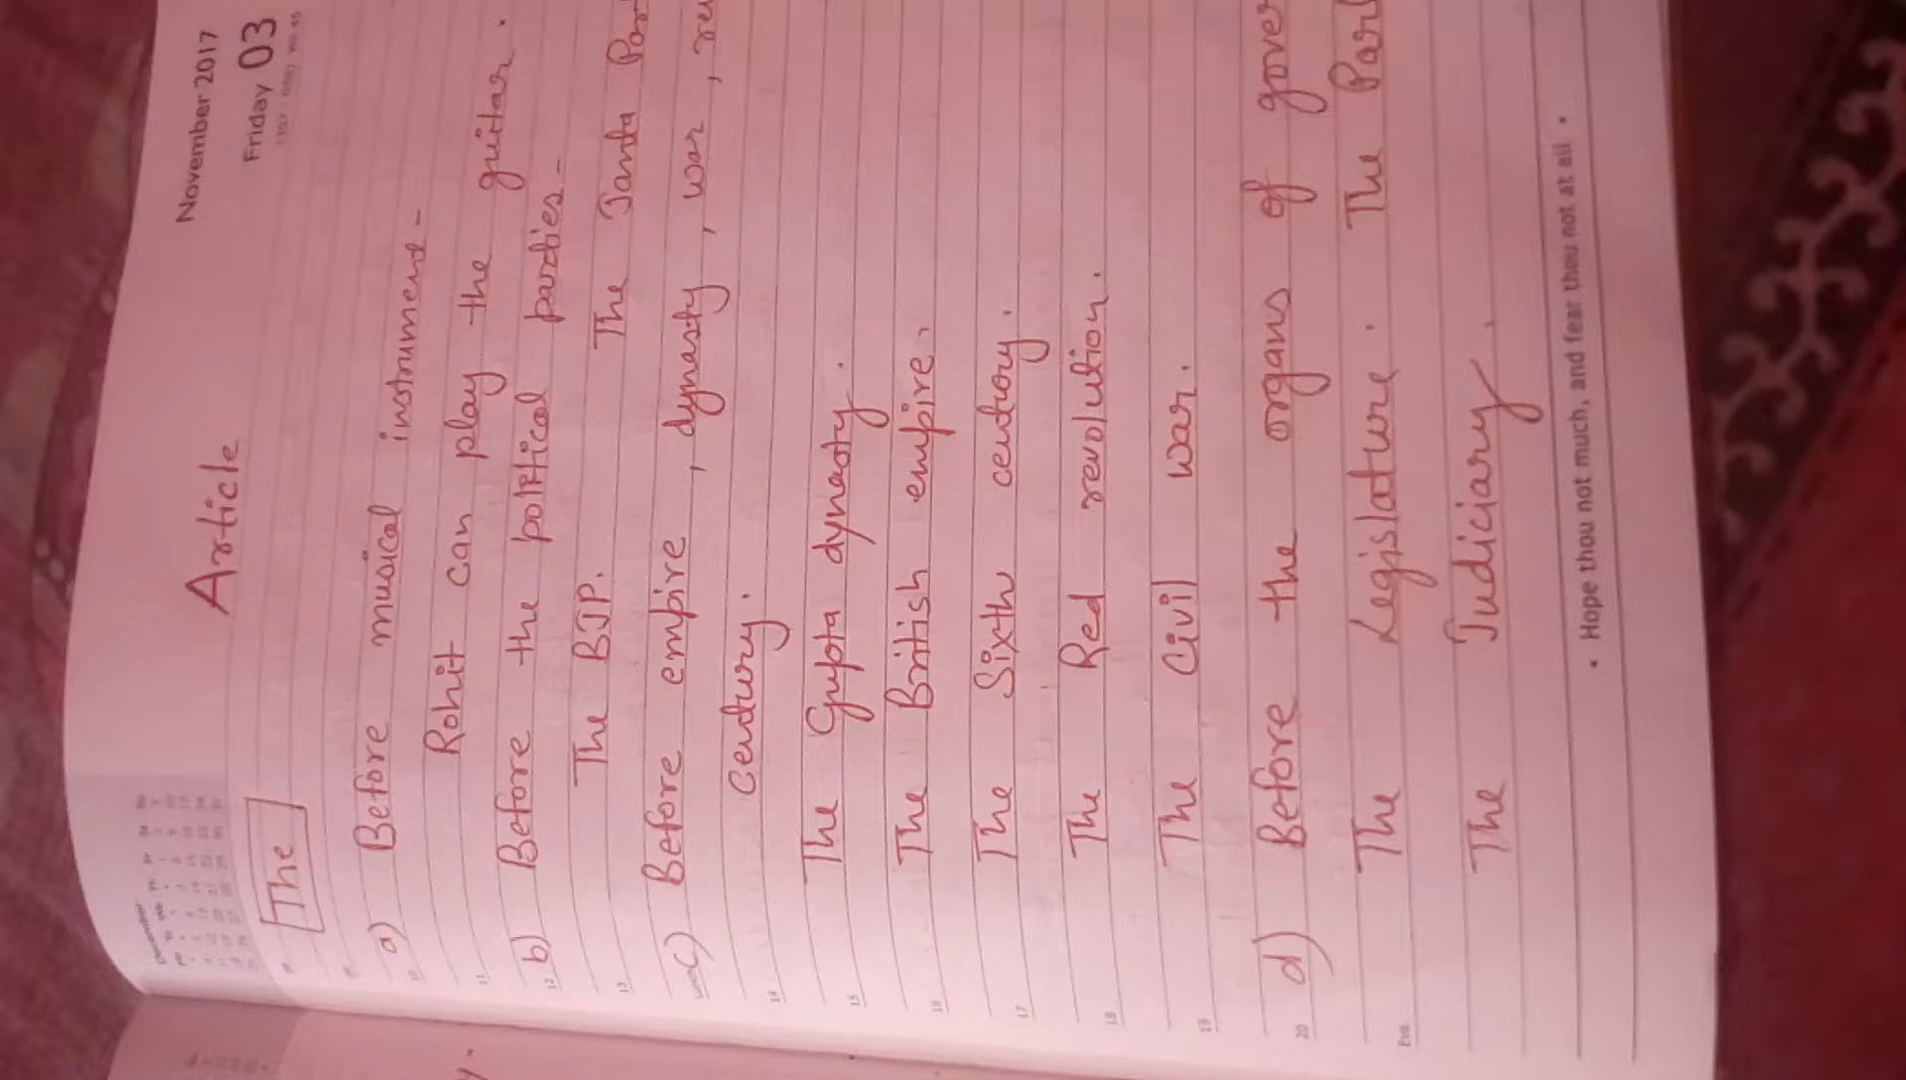 November 2017
Friday 03
Article
The
a) Before musical instrument-
Rohit can play the guitar.
b) Before the political parties-
The BJP. The Janta
c) Before empire, dynasty, war,
century.
The Gupta dynasty.
The British empire.
The Sixth century.
The Red revolution.
The Civil war.
d) Before the organs of
The Legislature. The
The Judiciary.
• Hope thou not much, and fear thou not at all •